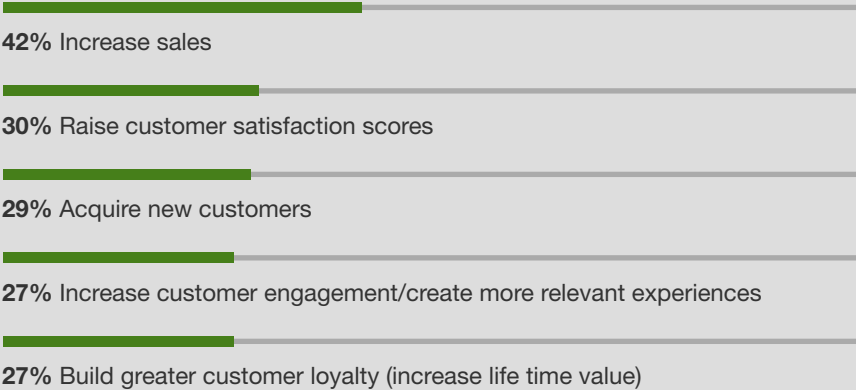 42% Increase sales
30% Raise customer satisfaction scores
29% Acquire new customers
27% Increase customer engagement/create more relevant experiences
27% Build greater customer loyalty (increase life time value)